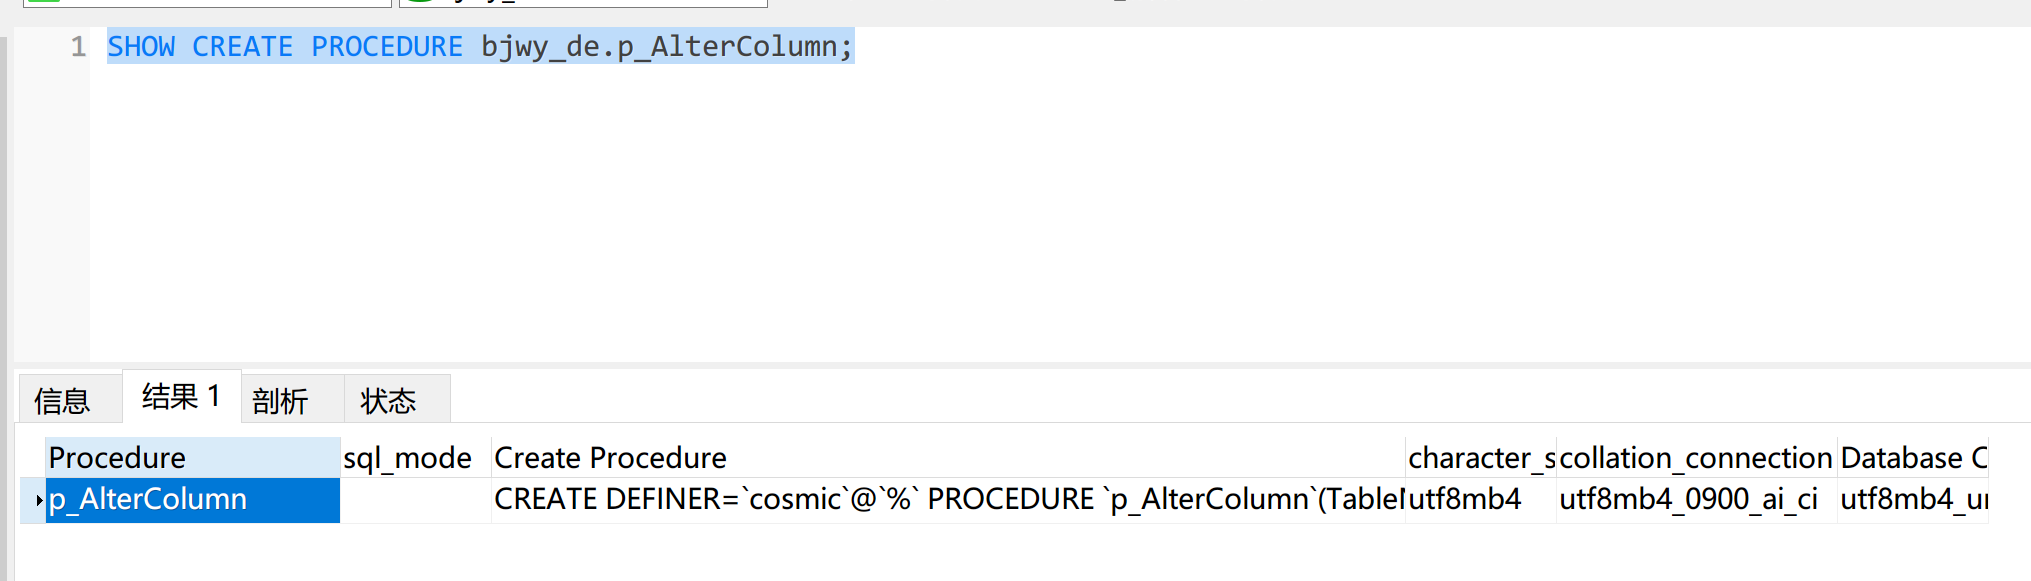 1 SHOW CREATE PROCEDURE bjwy_de.p_AlterColumn;
信息 结果 1 剖析 状态
Procedure sql_mode Create Procedure character_s collation_connection Database C
p_AlterColumn CREATE DEFINER=`cosmic`@`%` PROCEDURE `p_AlterColumn`(Table utf8mb4 utf8mb4_0900_ai_ci utf8mb4_u